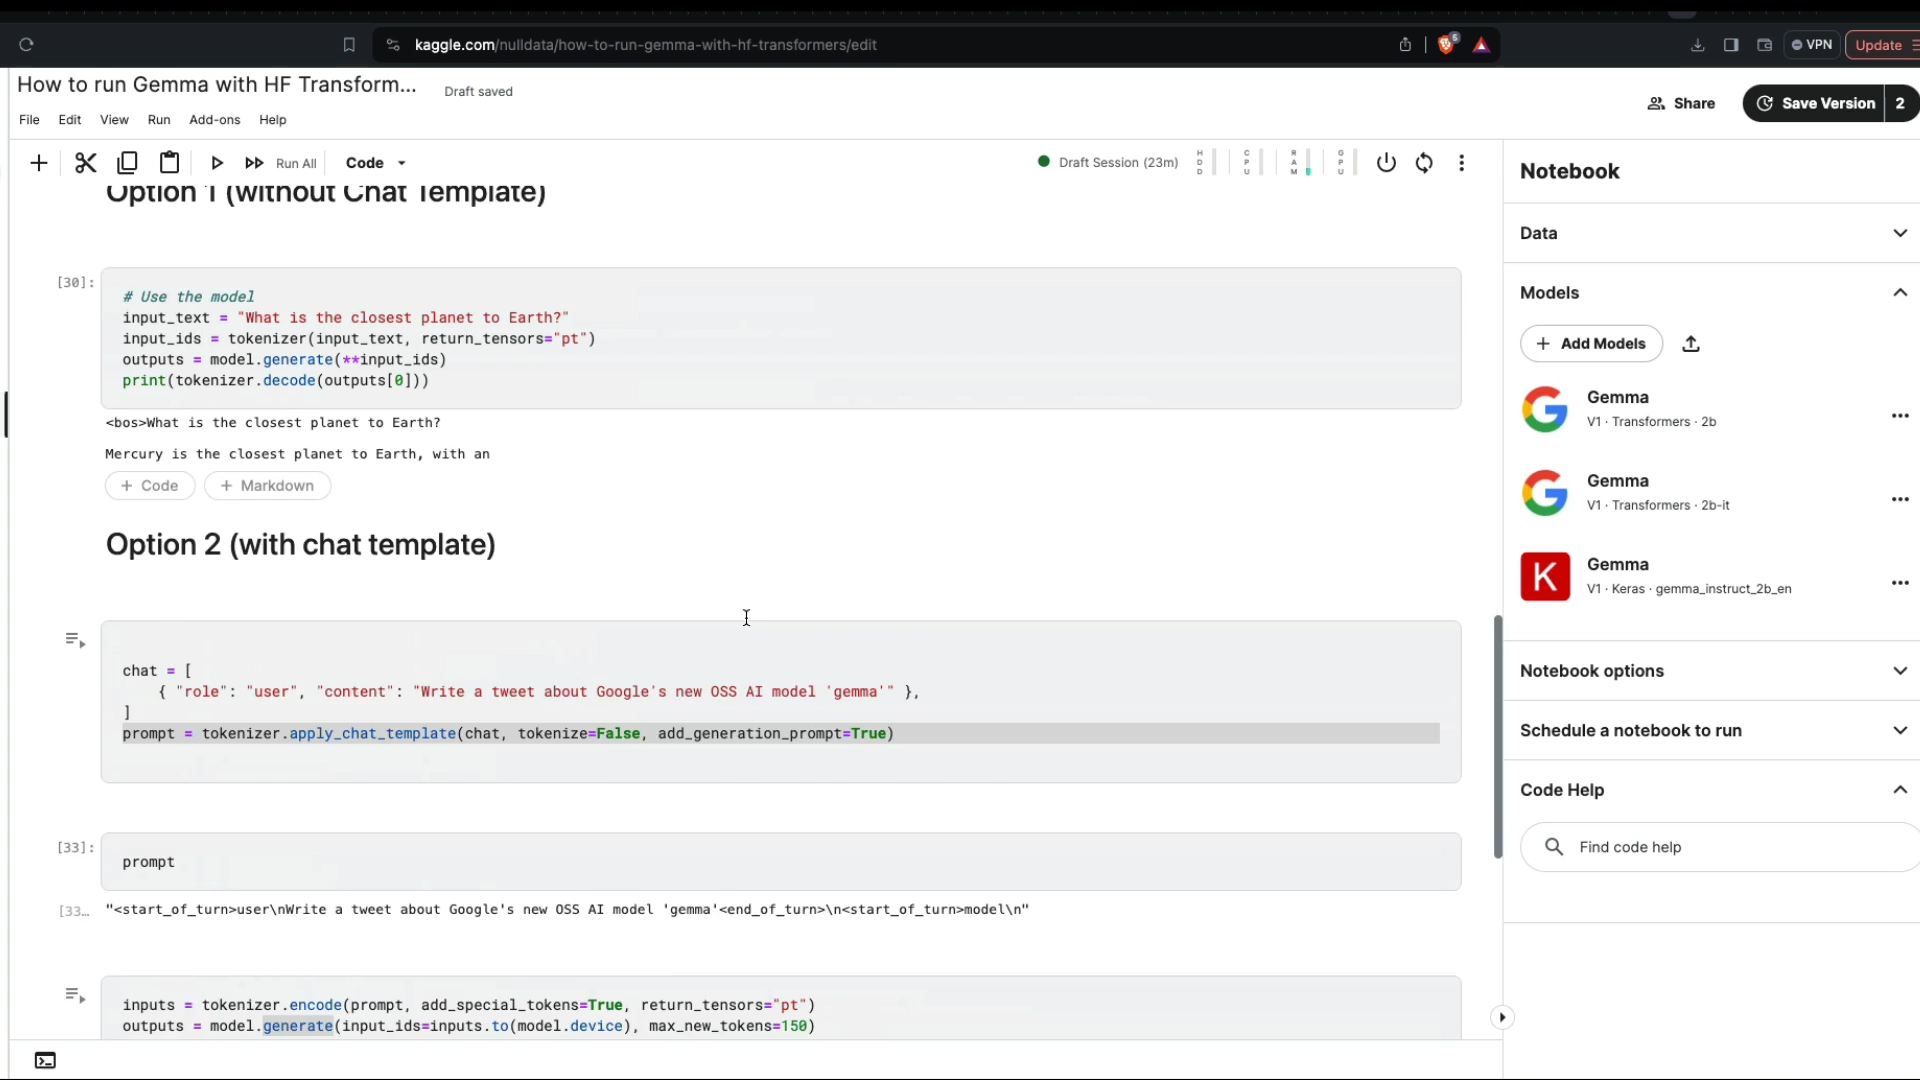 kaggle.com/nulldata/how-to-run-gemma-with-hf-transformers/edit
6
VPN
Update
How to run Gemma with HF Transform...
Draft saved
Share
Save Version
2
File Edit View Run Add-ons Help
Run All
Code
Draft Session (23m)
HDD
CPU
RAM
GPU
Option 1 (without Chat Template)
[30]:
# Use the model
input_text = "What is the closest planet to Earth?"
input_ids = tokenizer(input_text, return_tensors="pt")
outputs = model.generate(**input_ids)
print(tokenizer.decode(outputs[0]))
<bos>What is the closest planet to Earth?
Mercury is the closest planet to Earth, with an
+ Code
+ Markdown
Option 2 (with chat template)
chat = [
{ "role": "user", "content": "Write a tweet about Google's new OSS AI model 'gemma'" },
]
prompt = tokenizer.apply_chat_template(chat, tokenize=False, add_generation_prompt=True)
[33]:
prompt
[33…
"<start_of_turn>user\nWrite a tweet about Google's new OSS AI model 'gemma'<end_of_turn>\n<start_of_turn>model\n"
inputs = tokenizer.encode(prompt, add_special_tokens=True, return_tensors="pt")
outputs = model.generate(input_ids=inputs.to(model.device), max_new_tokens=150)
Notebook
Data
Models
+ Add Models
Gemma
V1 · Transformers · 2b
Gemma
V1 · Transformers · 2b-it
K
Gemma
V1 · Keras · gemma_instruct_2b_en
Notebook options
Schedule a notebook to run
Code Help
Find code help